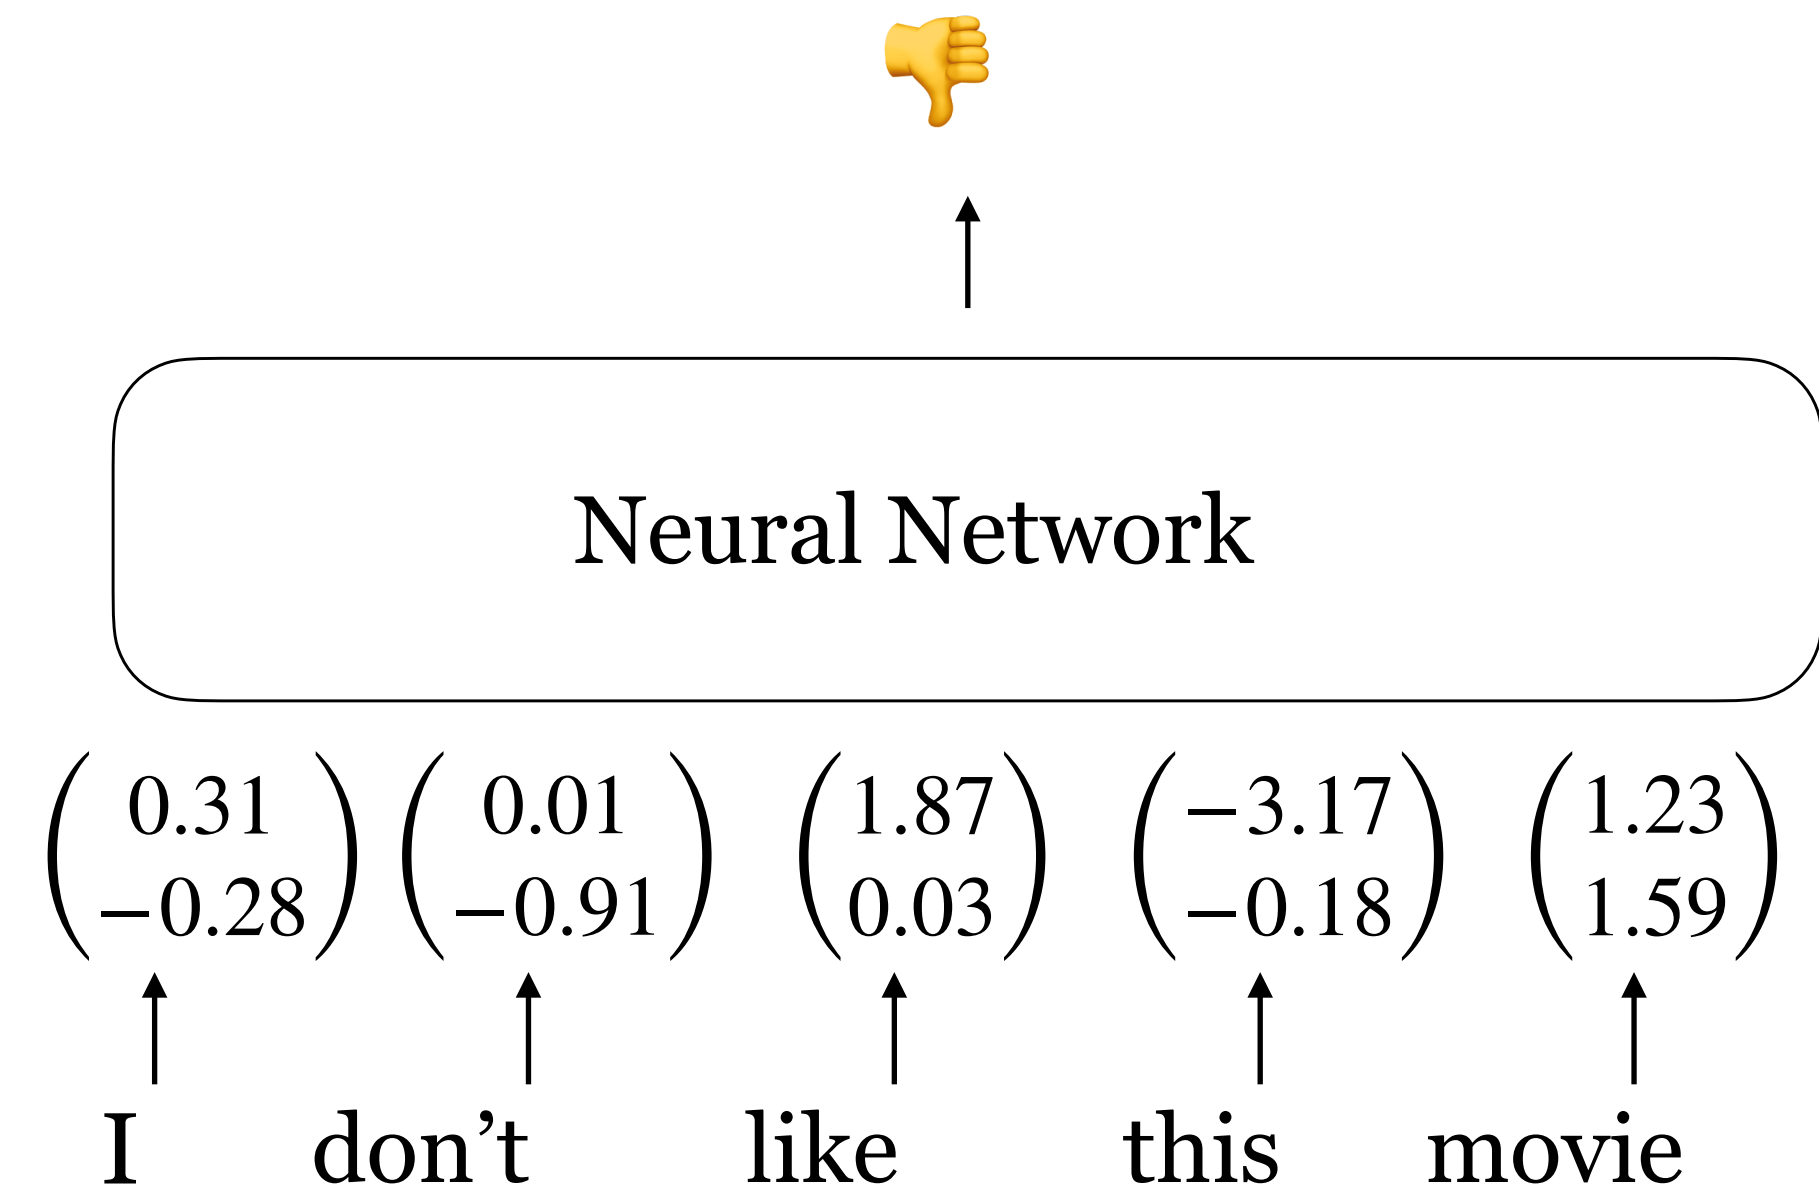 Neural Network
0.31 0.01 1.87 −3.17 1.23
−0.28 −0.91 0.03 −0.18 1.59
I don’t like this movie